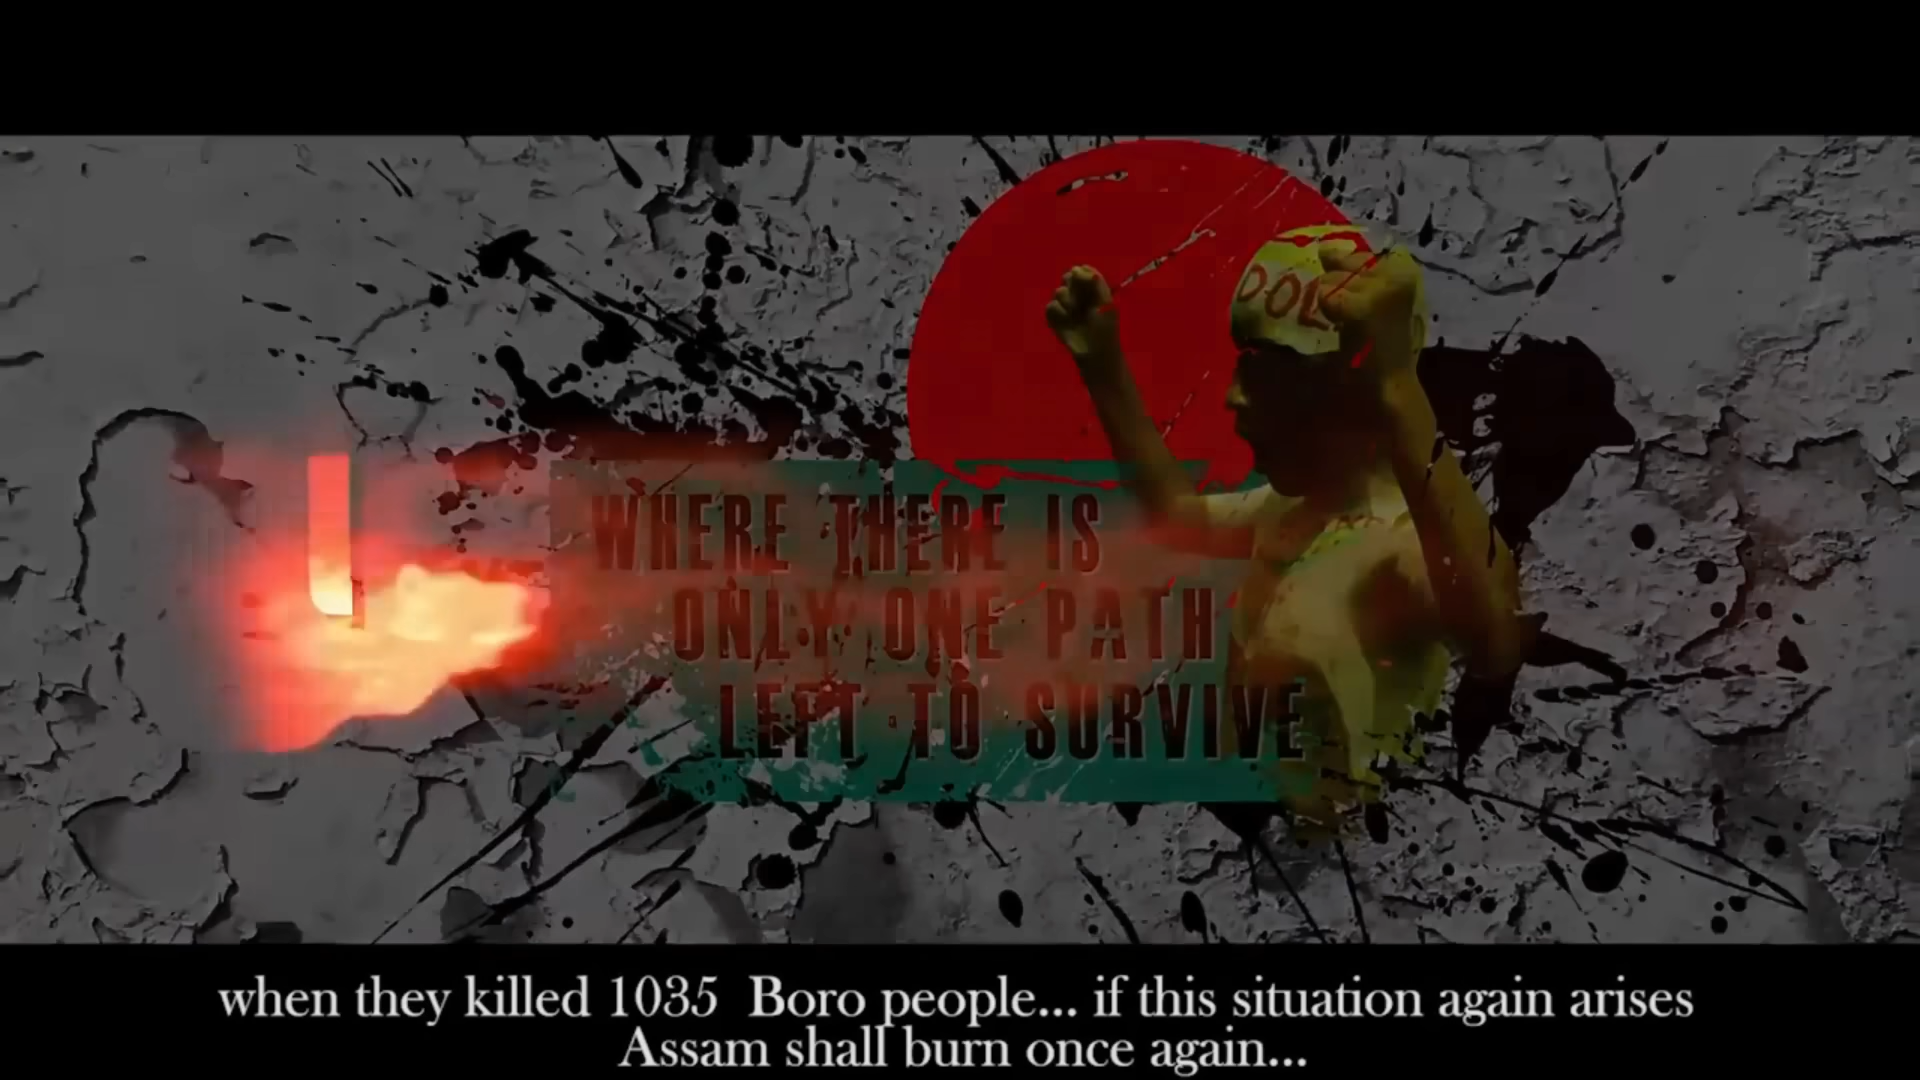 DOL
WHERE THERE IS
ONLY ONE PATH
LEFT TO SURVIVE
when they killed 1035 Boro people... if this situation again arises
Assam shall burn once again...